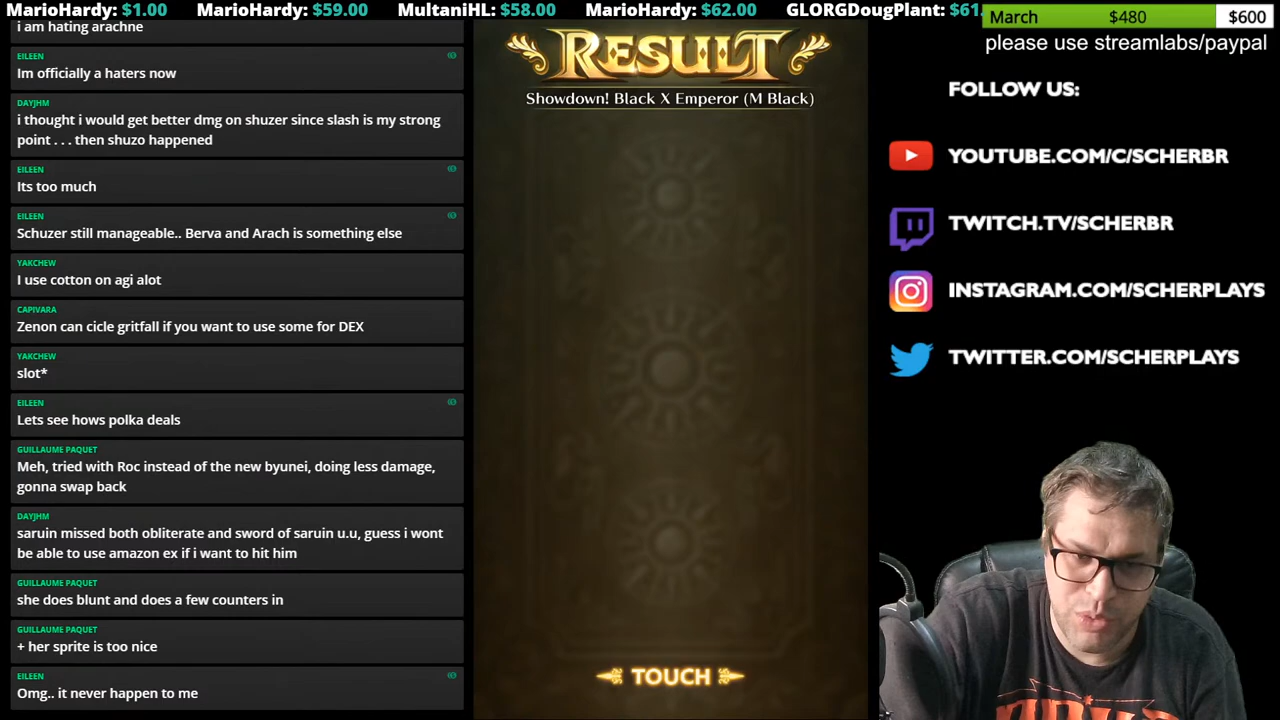 MarioHardy: $1.00 MarioHardy: $59.00 MultaniHL: $58.00 MarioHardy: $62.00 GLORGDougPlant: $61.
March $480 $600
please use streamlabs/paypal
i am hating arachne
EILEEN
Im officially a haters now
DAYJHM
i thought i would get better dmg on shuzer since slash is my strong
point . . . then shuzo happened
EILEEN
Its too much
EILEEN
Schuzer still manageable.. Berva and Arach is something else
YAKCHEW
I use cotton on agi alot
CAPIVARA
Zenon can cicle gritfall if you want to use some for DEX
YAKCHEW
slot*
EILEEN
Lets see hows polka deals
GUILLAUME PAQUET
Meh, tried with Roc instead of the new byunei, doing less damage,
gonna swap back
DAYJHM
saruin missed both obliterate and sword of saruin u.u, guess i wont
be able to use amazon ex if i want to hit him
GUILLAUME PAQUET
she does blunt and does a few counters in
GUILLAUME PAQUET
+ her sprite is too nice
EILEEN
Omg.. it never happen to me
RESULT
Showdown! Black X Emperor (M Black)
TOUCH
FOLLOW US:
YOUTUBE.COM/C/SCHERBR
TWITCH.TV/SCHERBR
INSTAGRAM.COM/SCHERPLAYS
TWITTER.COM/SCHERPLAYS